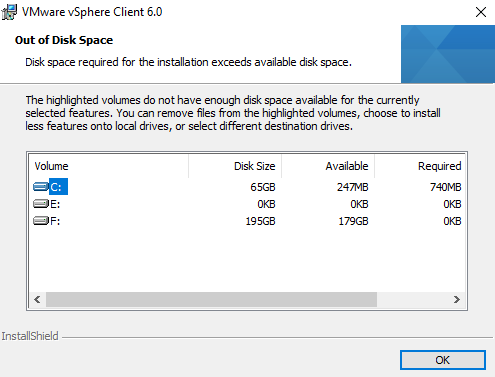 VMware vSphere Client 6.0
Out of Disk Space
Disk space required for the installation exceeds available disk space.
The highlighted volumes do not have enough disk space available for the currently
selected features. You can remove files from the highlighted volumes, choose to install
less features onto local drives, or select different destination drives.
Volume Disk Size Available Required
C: 65GB 247MB 740MB
E: 0KB 0KB 0KB
F: 195GB 179GB 0KB
InstallShield
OK